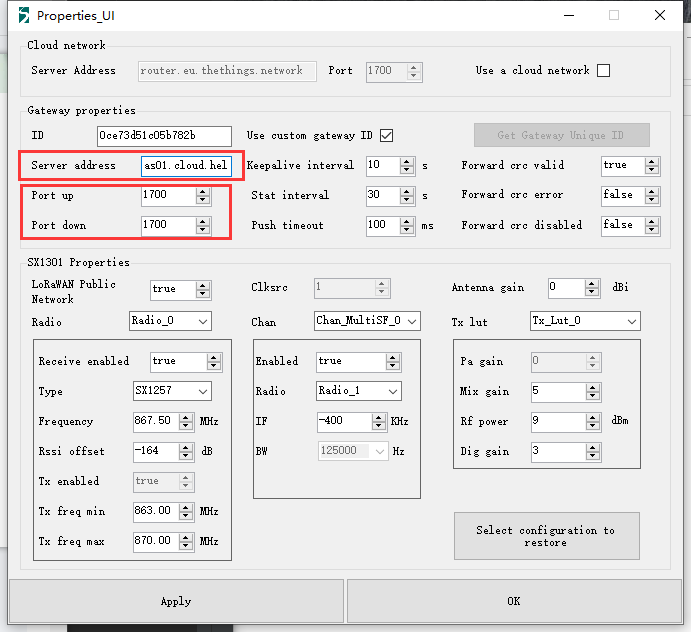 Properties_UI
Cloud network
Server Address router.eu.thethings.network Port 1700 Use a cloud network
Gateway properties
ID 0ce73d51c05b782b Use custom gateway ID Get Gateway Unique ID
Server address as01.cloud.hel Keepalive interval 10 s Forward crc valid true
Port up 1700 Stat interval 30 s Forward crc error false
Port down 1700 Push timeout 100 ms Forward crc disabled false
SX1301 Properties
LoRaWAN Public
Network true Clksrc 1 Antenna gain 0 dBi
Radio Radio_0 Chan Chan_MultiSF_0 Tx lut Tx_Lut_0
Receive enabled true Enabled true Pa gain 0
Type SX1257 Radio Radio_1 Mix gain 5
Frequency 867.50 MHz IF -400 KHz Rf power 9 dBm
Rssi offset -164 dB BW 125000 Hz Dig gain 3
Tx enabled true
Tx freq min 863.00 MHz
Tx freq max 870.00 MHz
Select configuration to
restore
Apply OK